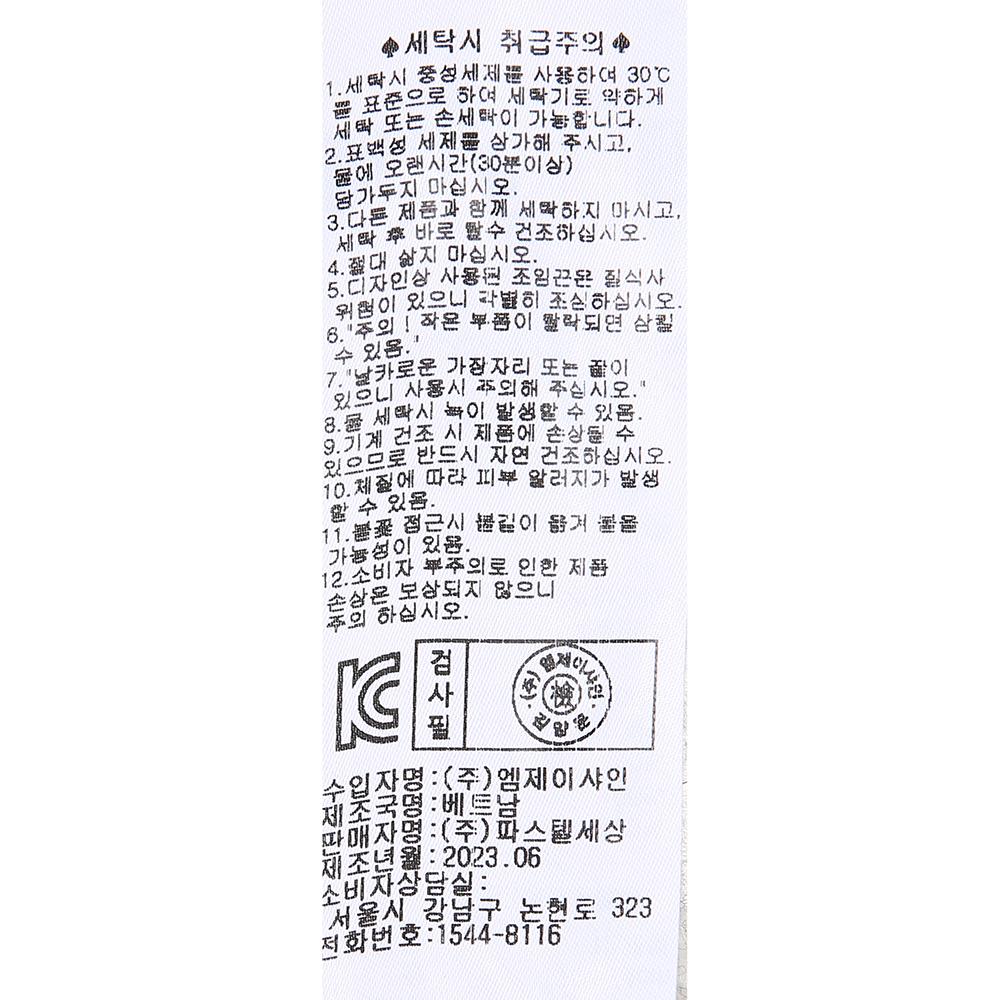 ♠세탁시 취급주의♠
1.세탁시 중성세제를 사용하여 30℃
를 표준으로 하여 세탁기로 약하게
세탁 또는 손세탁이 가능합니다.
2.표백성 세제를 삼가해 주시고,
물에 오랜시간(30분이상)
담가두지 마십시오.
3.다른 제품과 함께 세탁하지 마시고,
세탁 후 바로 탈수 건조하십시오.
4.절대 삶지 마십시오.
5.디자인상 사용된 조임끈은 질식사
위험이 있으니 각별히 조심하십시오.
6."주의! 작은 부품이 탈락되면 삼킬
수 있음."
7."날카로운 가장자리 또는 끝이
있으니 사용시 주의해 주십시오."
8.물 세탁시 녹이 발생할 수 있음.
9.기계 건조 시 제품에 손상될 수
있으므로 반드시 자연 건조하십시오.
10.체질에 따라 피부 알러지가 발생
할 수 있음.
11.불꽃 접근시 불길이 옮겨 붙을
가능성이 있음.
12.소비자 부주의로 인한 제품
손상은 보상되지 않으니
주의 하십시오.
KC
검사필
(주)엠제이샤인
檢
수입자명:(주)엠제이샤인
제조국명:베트남
판매자명:(주)파스텔세상
제조년월:2023.06
소비자상담실:
서울시 강남구 논현로 323
전화번호:1544-8116